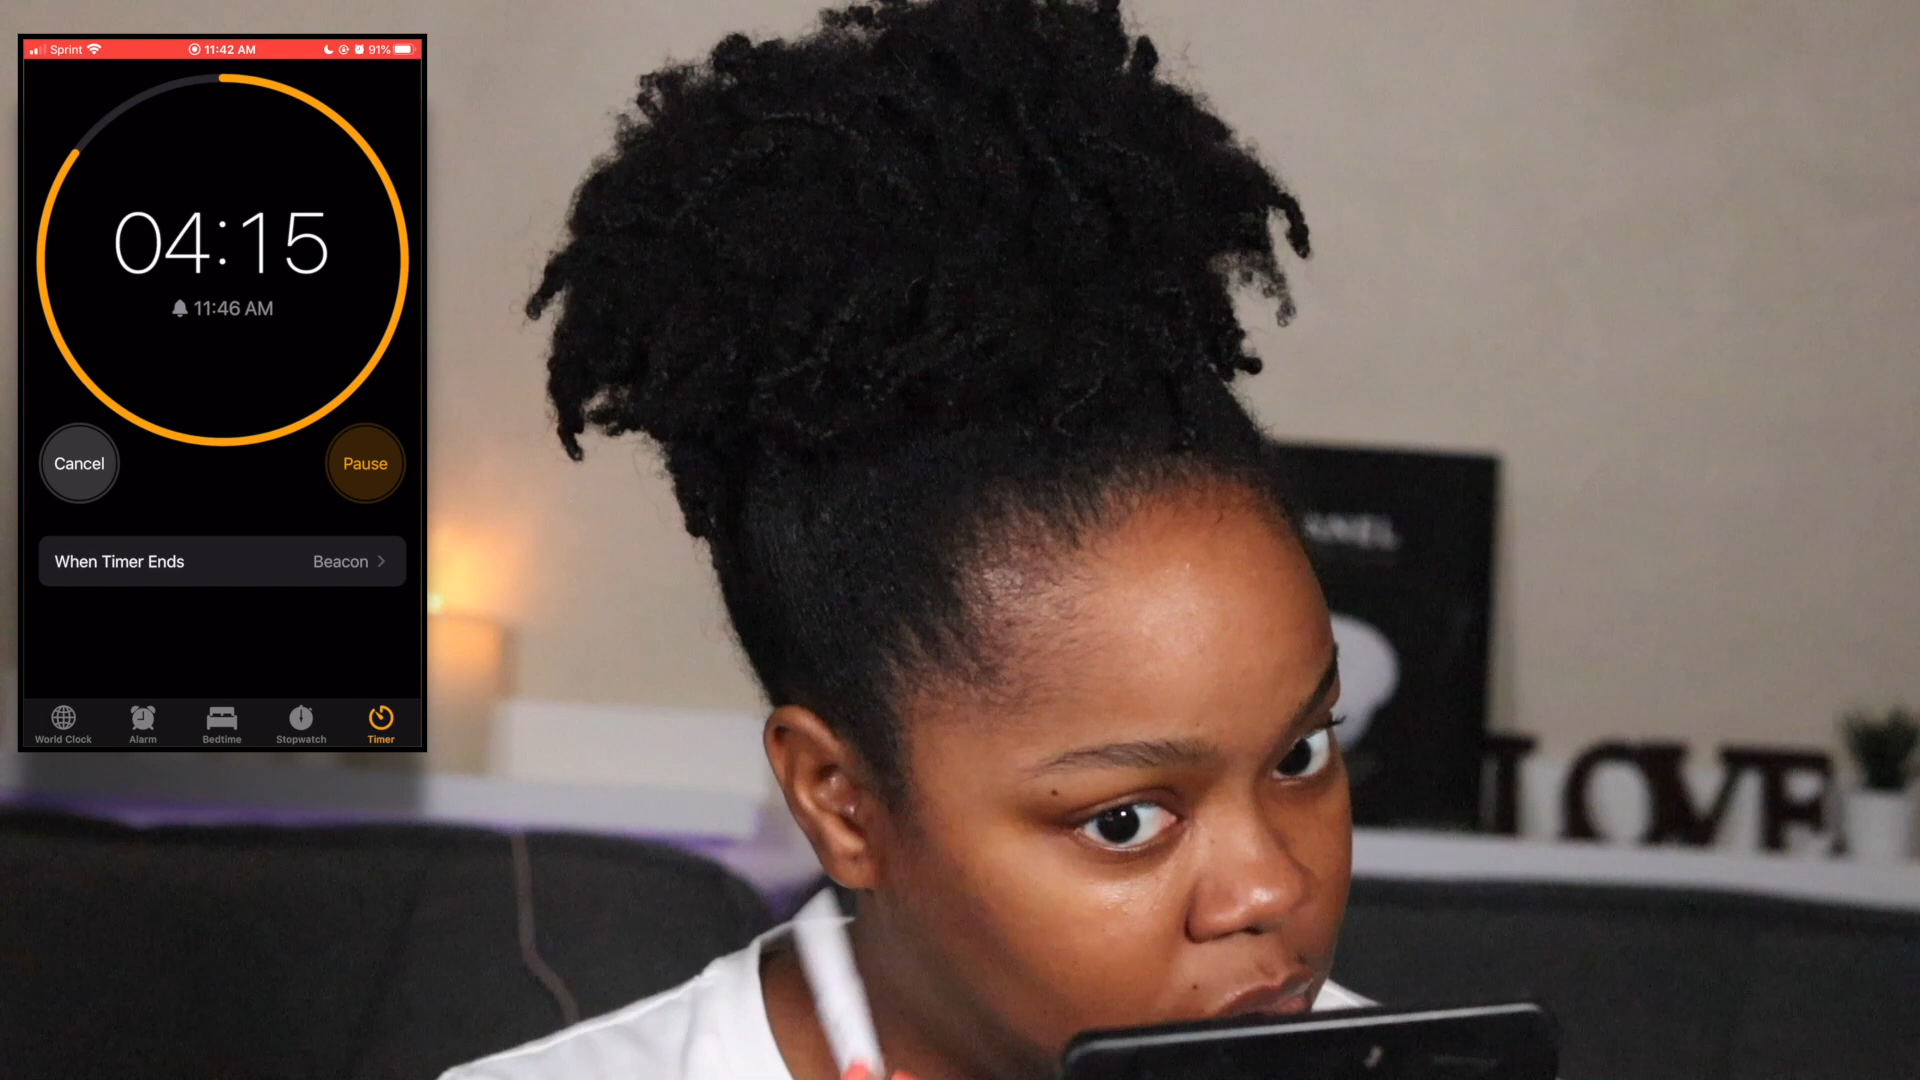 Sprint 11:42 AM 91%
04:15
11:46 AM
Cancel Pause
When Timer Ends Beacon
World Clock Alarm Bedtime Stopwatch Timer
ANEL
LOVE